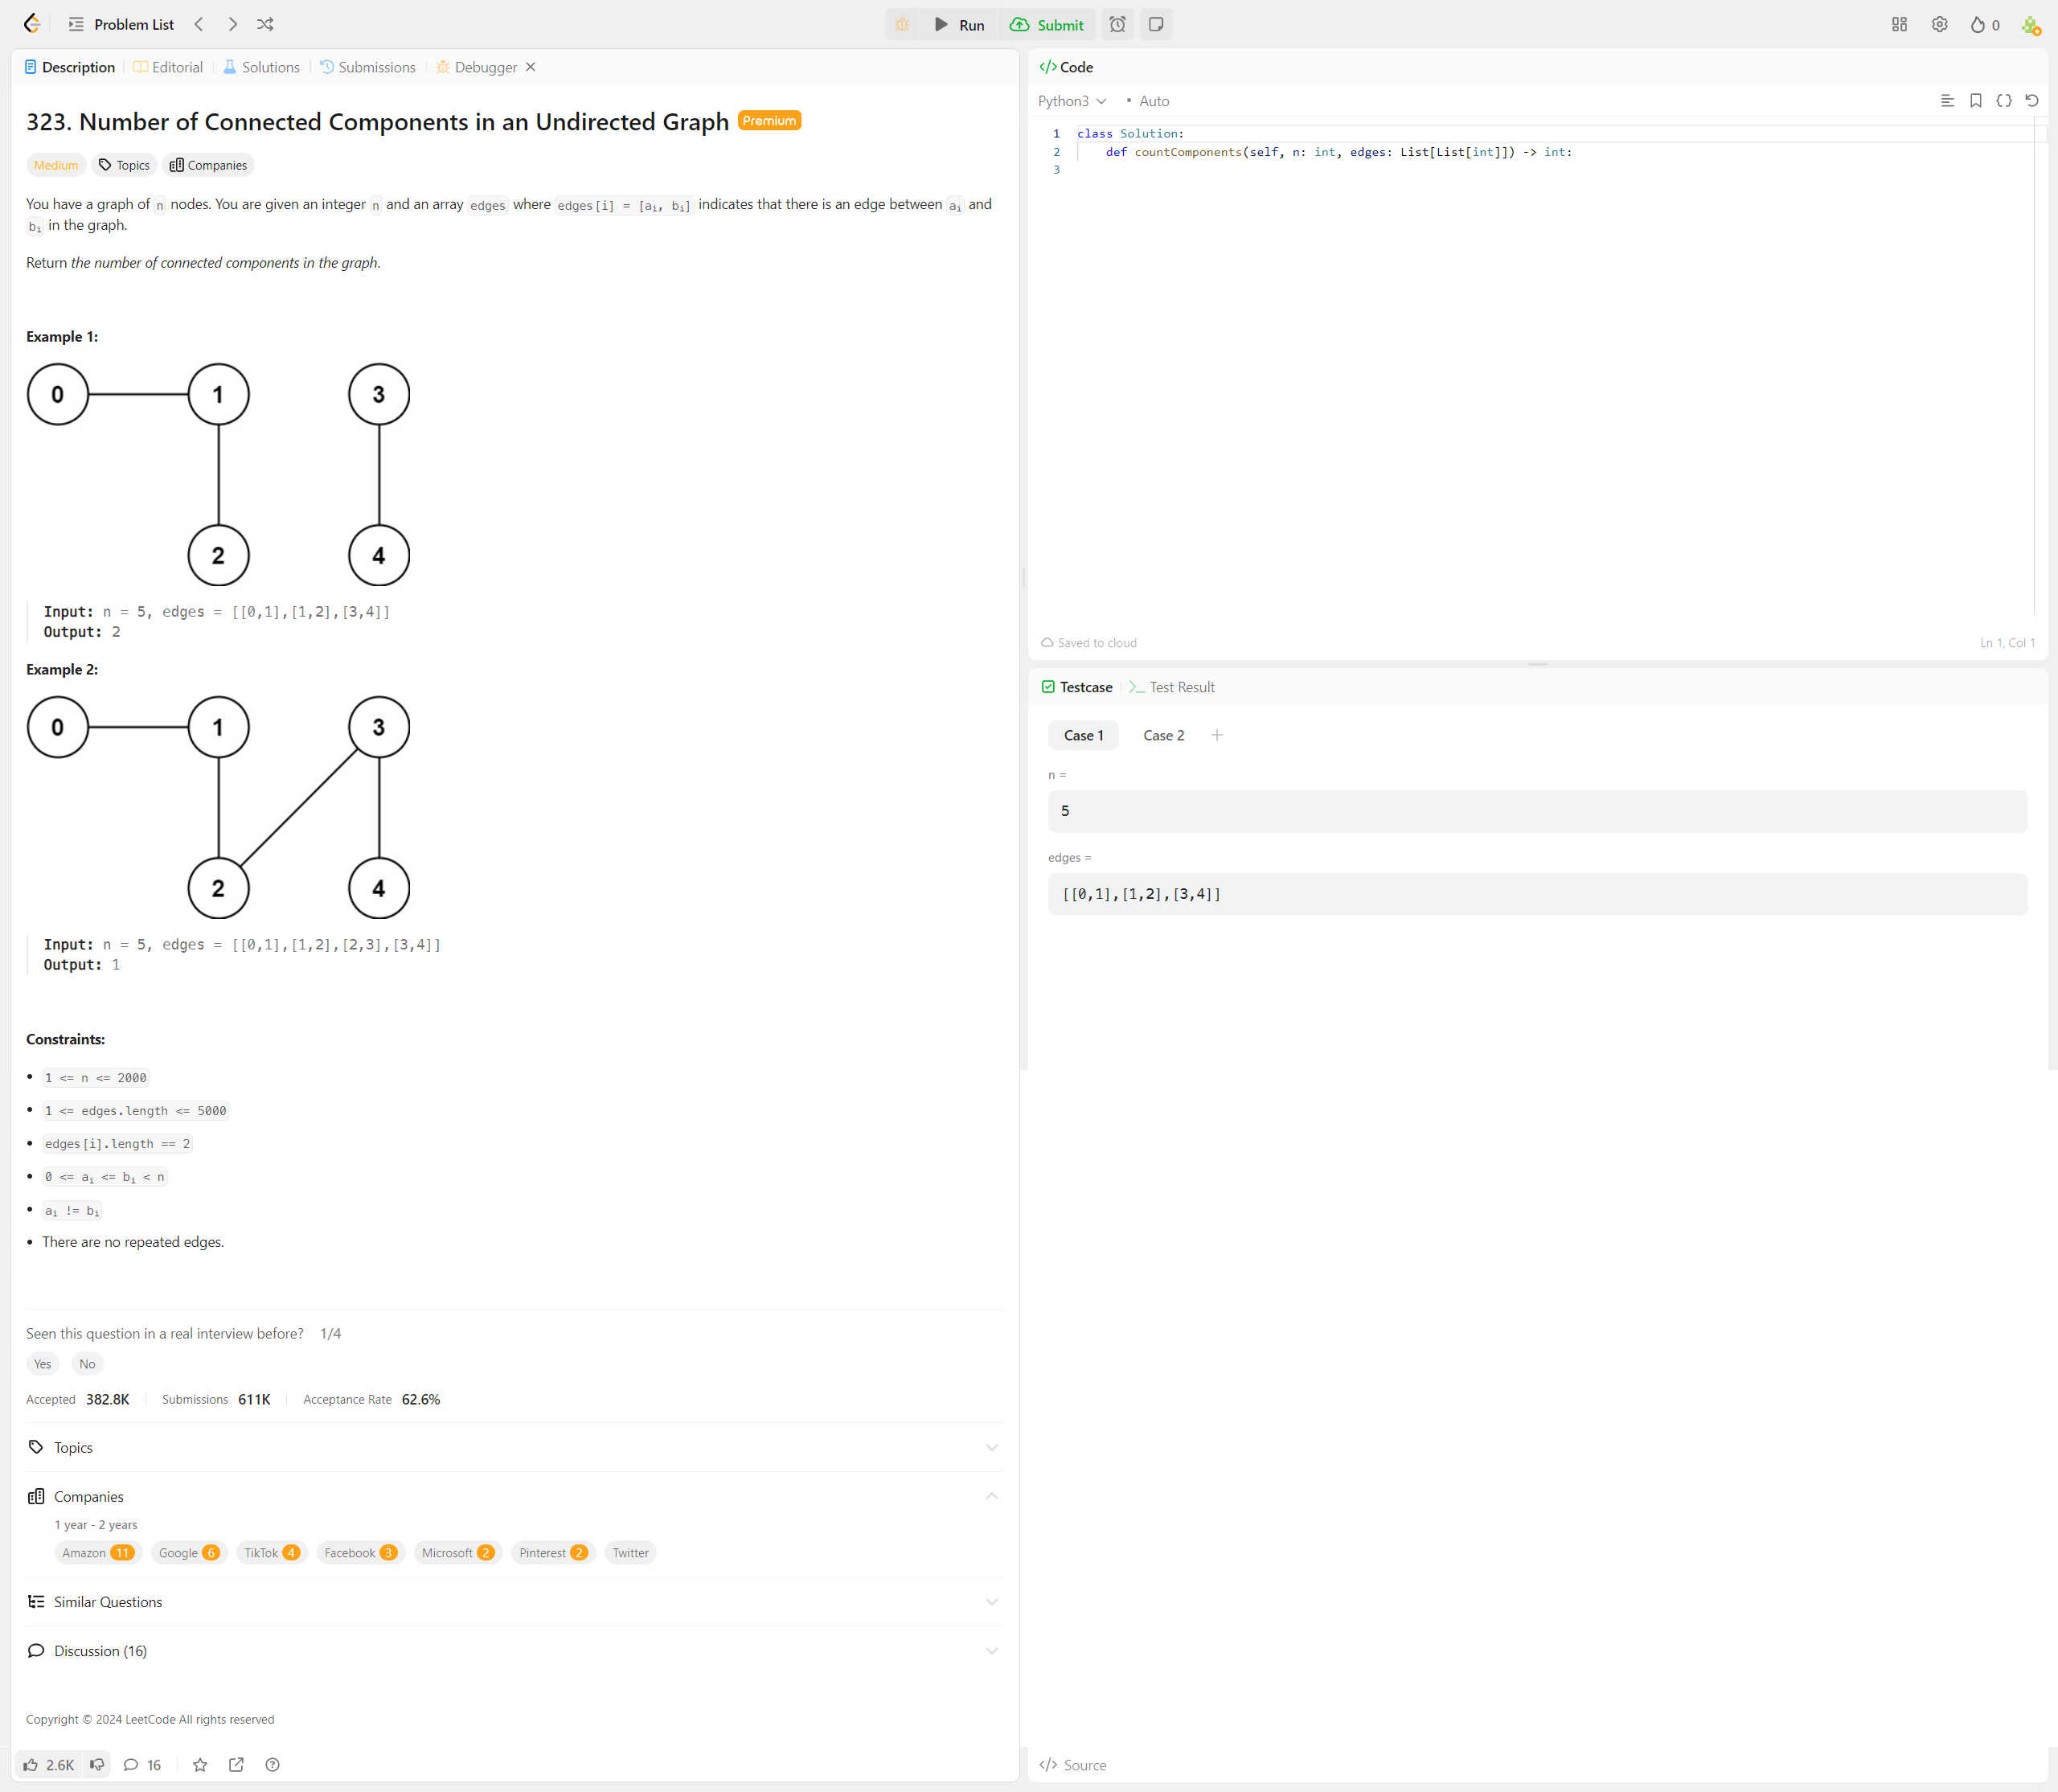 Problem List
Run
Submit
0
Description
Editorial
Solutions
Submissions
Debugger
323. Number of Connected Components in an Undirected Graph Premium
Medium
Topics
Companies
You have a graph of n nodes. You are given an integer n and an array edges where edges[i] = [ai, bi] indicates that there is an edge between ai and
bi in the graph.
Return the number of connected components in the graph.
Example 1:
0
1
3
2
4
Input: n = 5, edges = [[0,1],[1,2],[3,4]]
Output: 2
Example 2:
0
1
3
2
4
Input: n = 5, edges = [[0,1],[1,2],[2,3],[3,4]]
Output: 1
Constraints:
1 <= n <= 2000
1 <= edges.length <= 5000
edges[i].length == 2
0 <= ai <= bi < n
ai != bi
There are no repeated edges.
Seen this question in a real interview before? 1/4
Yes
No
Accepted 382.8K
Submissions 611K
Acceptance Rate 62.6%
Topics
Companies
1 year - 2 years
Amazon 11
Google 6
TikTok 4
Facebook 3
Microsoft 2
Pinterest 2
Twitter
Similar Questions
Discussion (16)
Copyright © 2024 LeetCode All rights reserved
2.6K
16
</> Code
Python3
• Auto
1 class Solution:
2 def countComponents(self, n: int, edges: List[List[int]]) -> int:
3
Saved to cloud
Ln 1, Col 1
Testcase
>_ Test Result
Case 1
Case 2
+
n =
5
edges =
[[0,1],[1,2],[3,4]]
</> Source